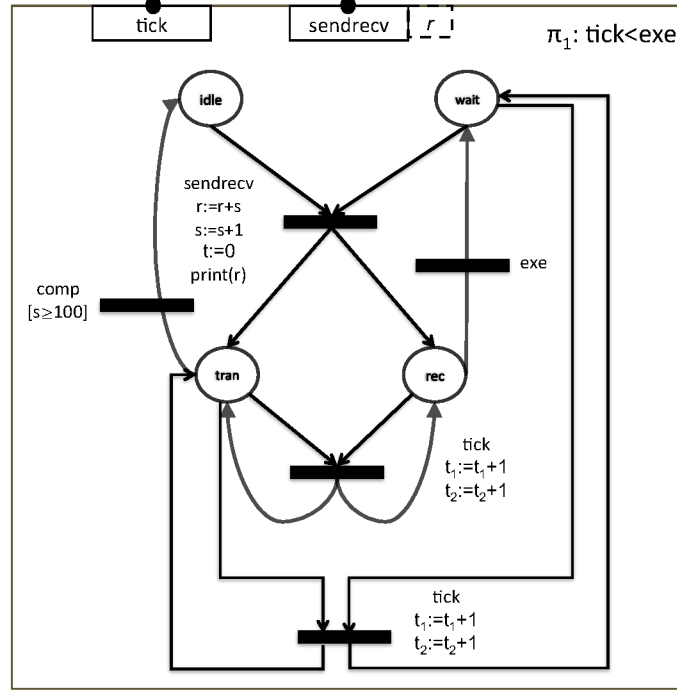 tick
sendrecv
r
π₁: tick<exe
idle
wait
sendrecv
r:=r+s
s:=s+1
t:=0
print(r)
exe
comp
[s≥100]
tran
rec
tick
t₁:=t₁+1
t₂:=t₂+1
tick
t₁:=t₁+1
t₂:=t₂+1